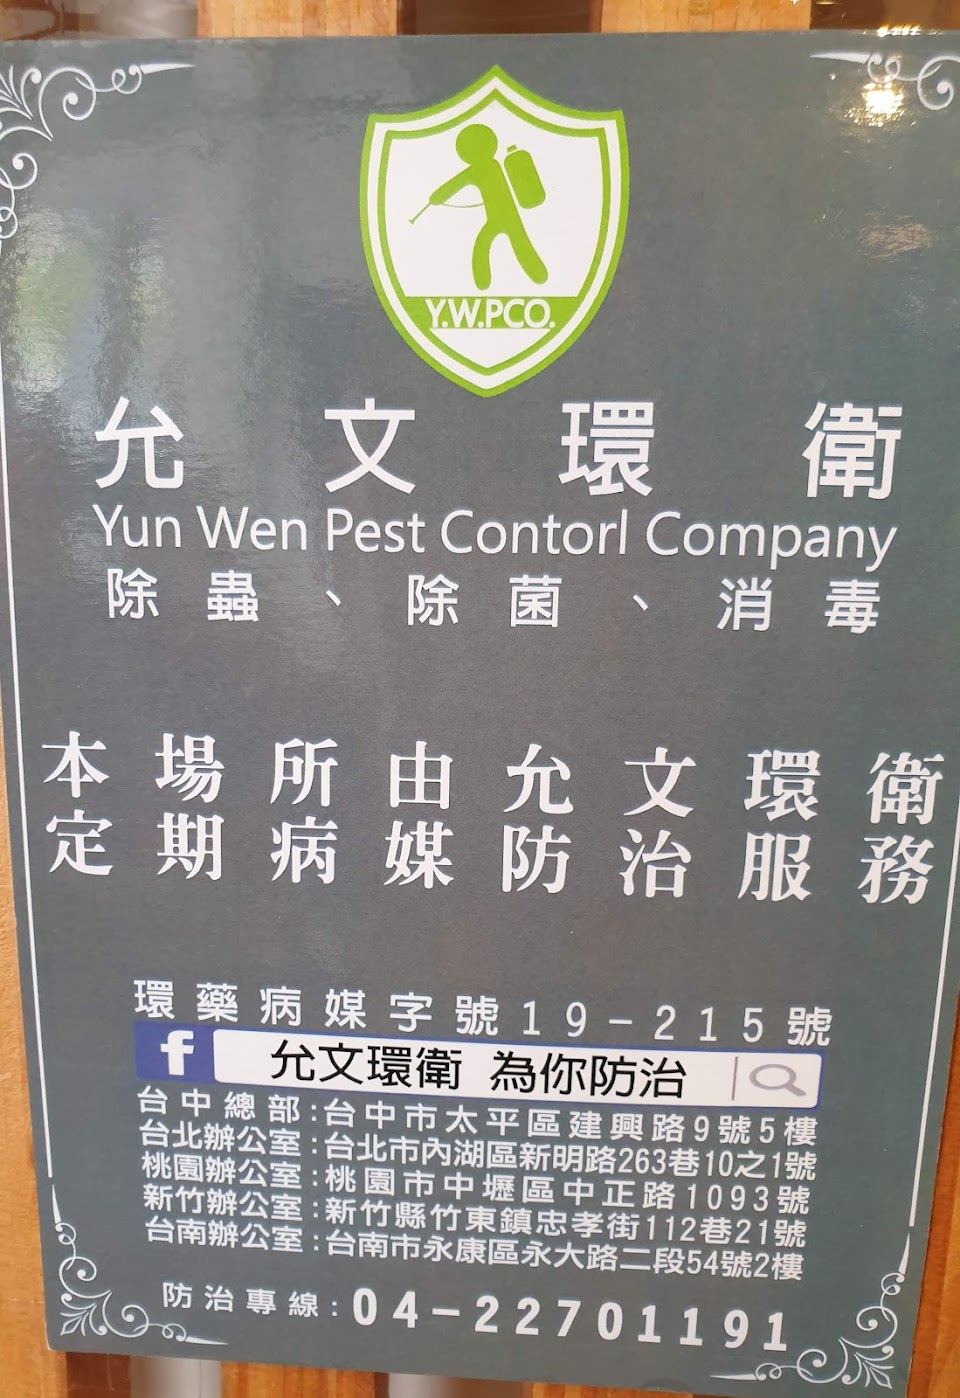 Y.W.PCO.
允文環衛
Yun Wen Pest Contorl Company
除蟲、除菌、消毒
本場所由允文環衛
定期病媒防治服務
環藥病媒字號19-215號
f 允文環衛 為你防治
台中總部:台中市太平區建興路9號5樓
台北辦公室:台北市內湖區新明路263巷10之1號
桃園辦公室:桃園市中壢區中正路1093號
新竹辦公室:新竹縣竹東鎮忠孝街112巷21號
台南辦公室:台南市永康區永大路二段54號2樓
防治專線:04-22701191